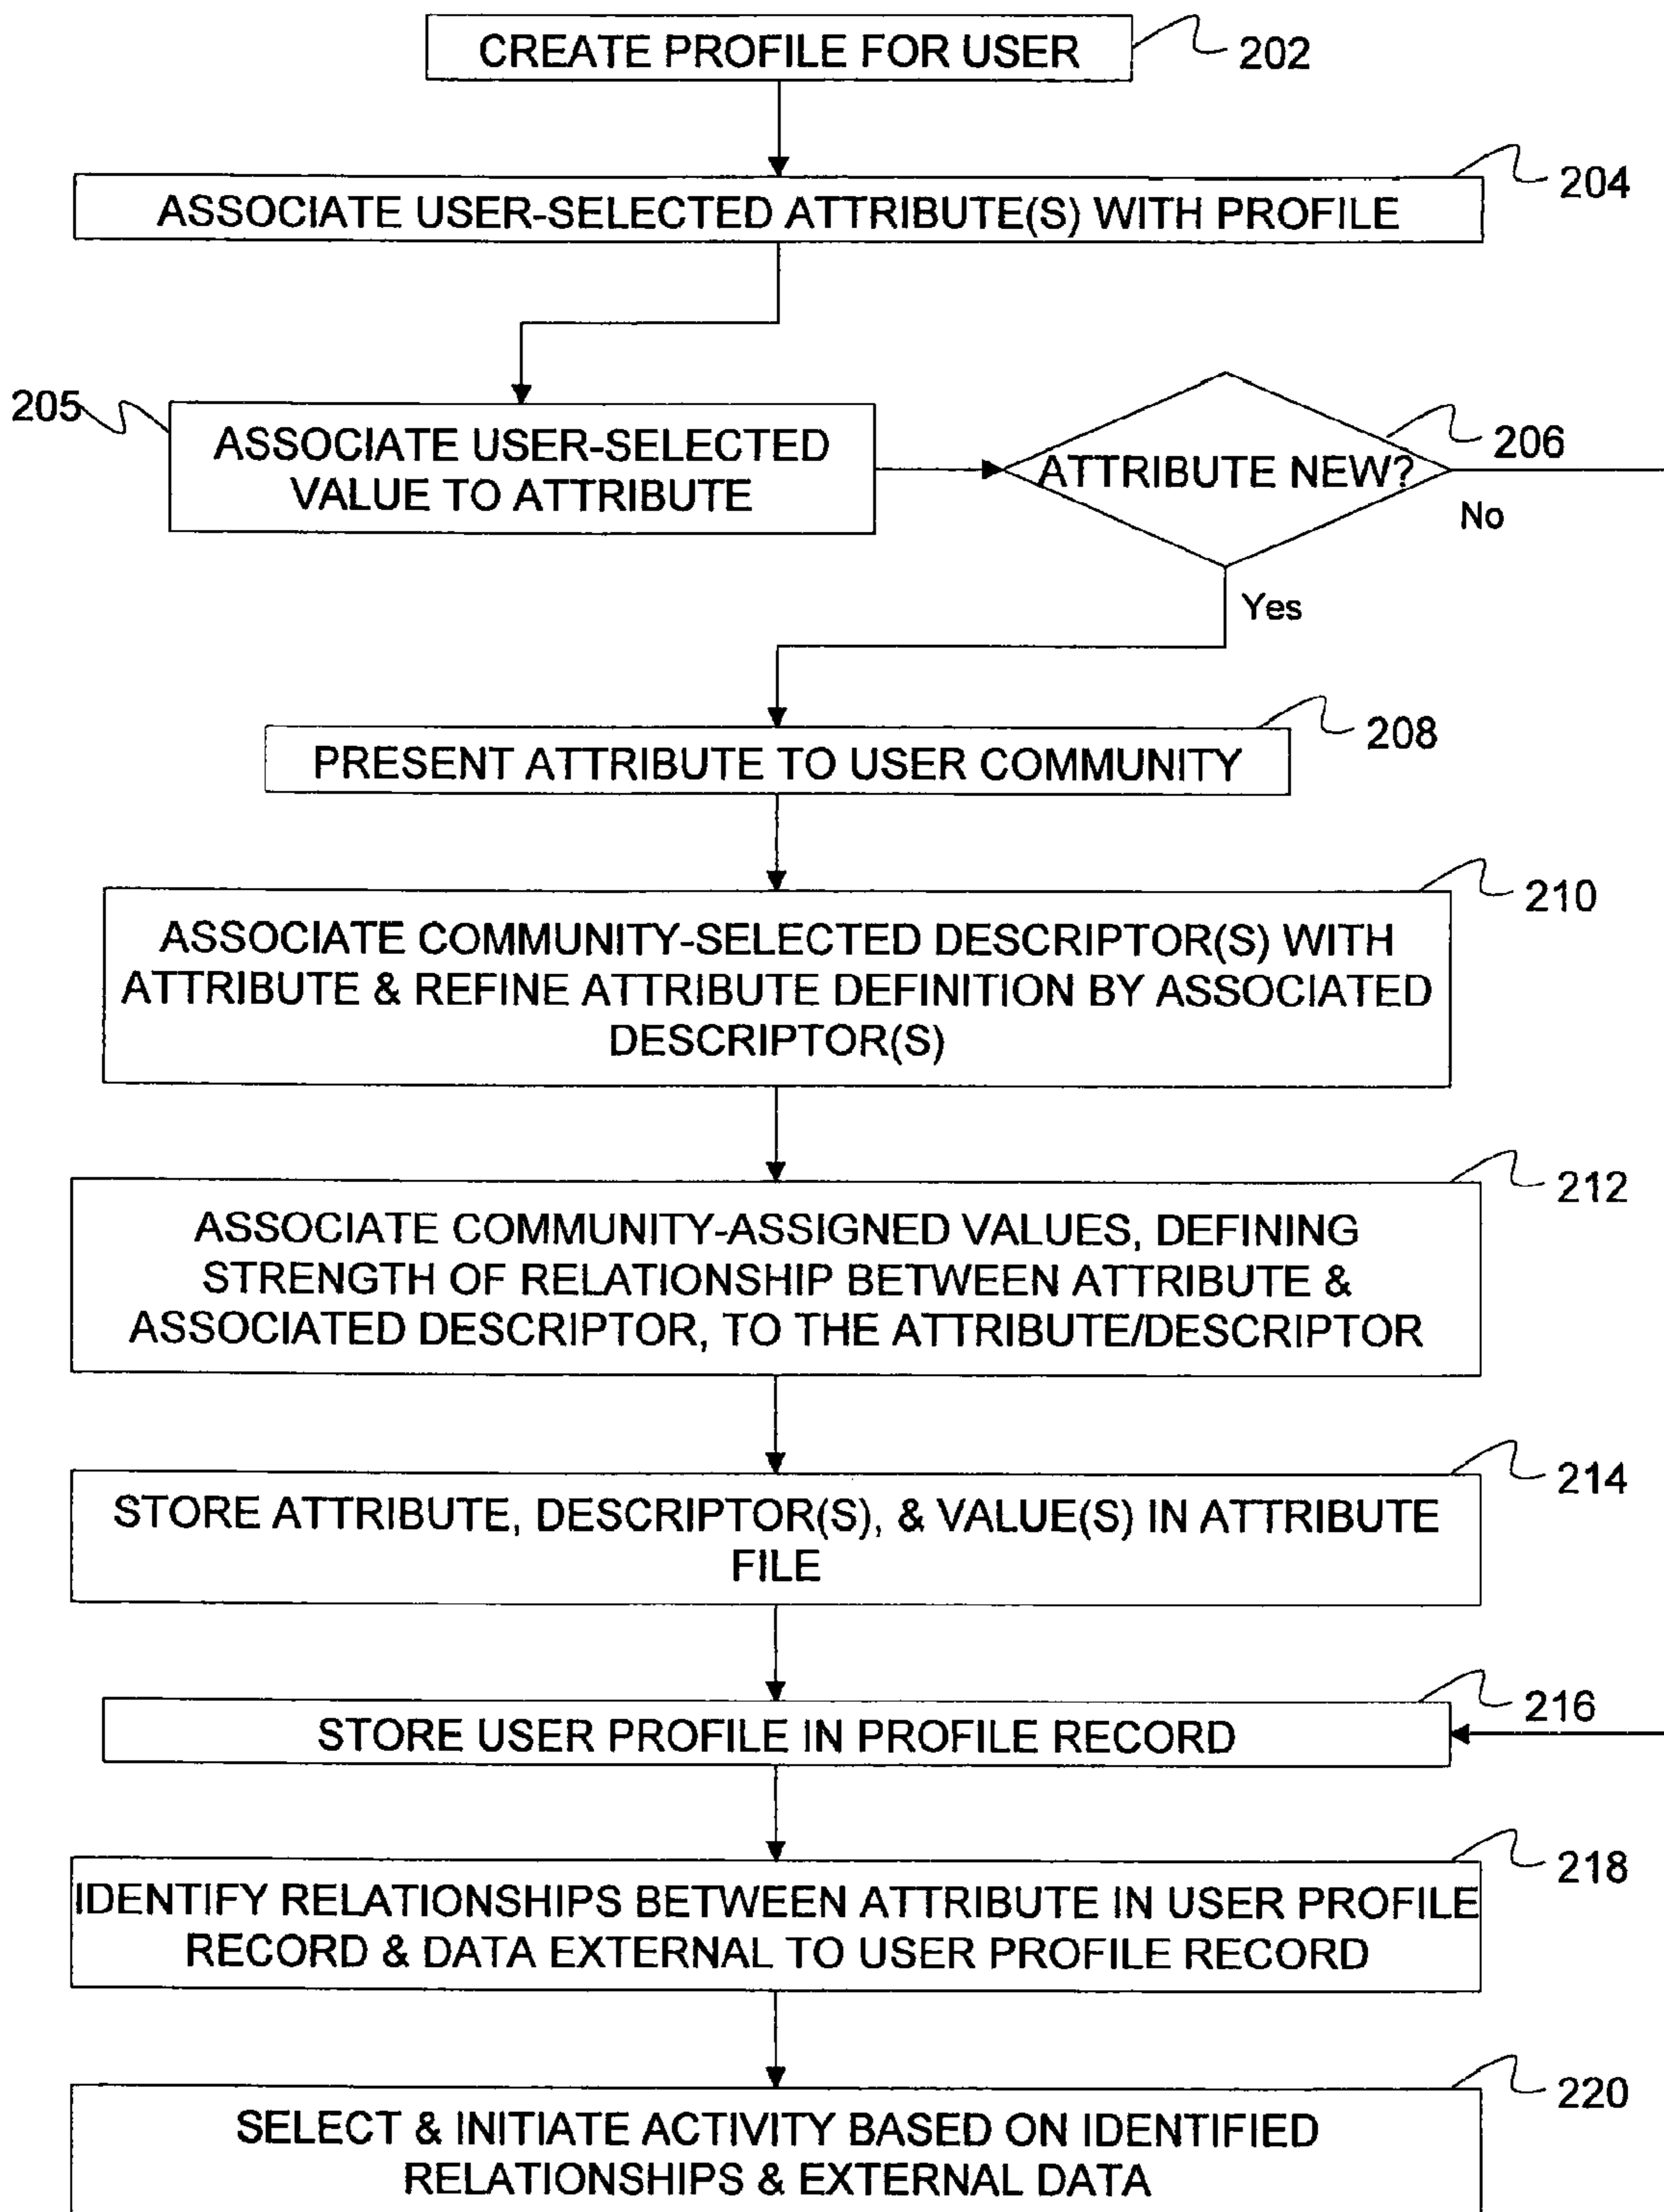 CREATE PROFILE FOR USER
202
ASSOCIATE USER-SELECTED ATTRIBUTE(S) WITH PROFILE
204
205
ASSOCIATE USER-SELECTED
VALUE TO ATTRIBUTE
ATTRIBUTE NEW?
206
No
Yes
PRESENT ATTRIBUTE TO USER COMMUNITY
208
ASSOCIATE COMMUNITY-SELECTED DESCRIPTOR(S) WITH
ATTRIBUTE & REFINE ATTRIBUTE DEFINITION BY ASSOCIATED
DESCRIPTOR(S)
210
ASSOCIATE COMMUNITY-ASSIGNED VALUES, DEFINING
STRENGTH OF RELATIONSHIP BETWEEN ATTRIBUTE &
ASSOCIATED DESCRIPTOR, TO THE ATTRIBUTE/DESCRIPTOR
212
STORE ATTRIBUTE, DESCRIPTOR(S), & VALUE(S) IN ATTRIBUTE
FILE
214
STORE USER PROFILE IN PROFILE RECORD
216
IDENTIFY RELATIONSHIPS BETWEEN ATTRIBUTE IN USER PROFILE
RECORD & DATA EXTERNAL TO USER PROFILE RECORD
218
SELECT & INITIATE ACTIVITY BASED ON IDENTIFIED
RELATIONSHIPS & EXTERNAL DATA
220